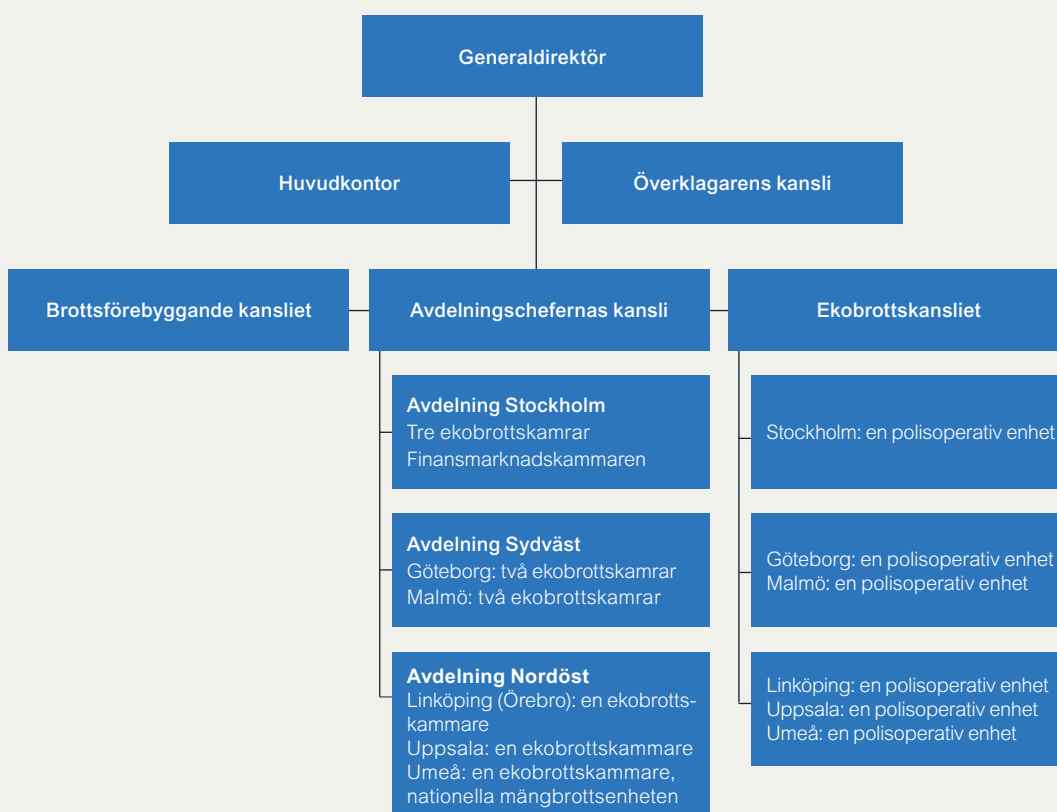 Generaldirektör
Huvudkontor
Överklagarens kansli
Brottsförebyggande kansliet
Avdelningschefernas kansli
Ekobrottskansliet
Avdelning Stockholm
Tre ekobrottskamrar
Finansmarknadskammaren
Stockholm: en polisoperativ enhet
Avdelning Sydväst
Göteborg: två ekobrottskamrar
Malmö: två ekobrottskamrar
Göteborg: en polisoperativ enhet
Malmö: en polisoperativ enhet
Avdelning Nordöst
Linköping (Örebro): en ekobrotts-
kammare
Uppsala: en ekobrottskammare
Umeå: en ekobrottskammare,
nationella mängbrottsenheten
Linköping: en polisoperativ enhet
Uppsala: en polisoperativ enhet
Umeå: en polisoperativ enhet